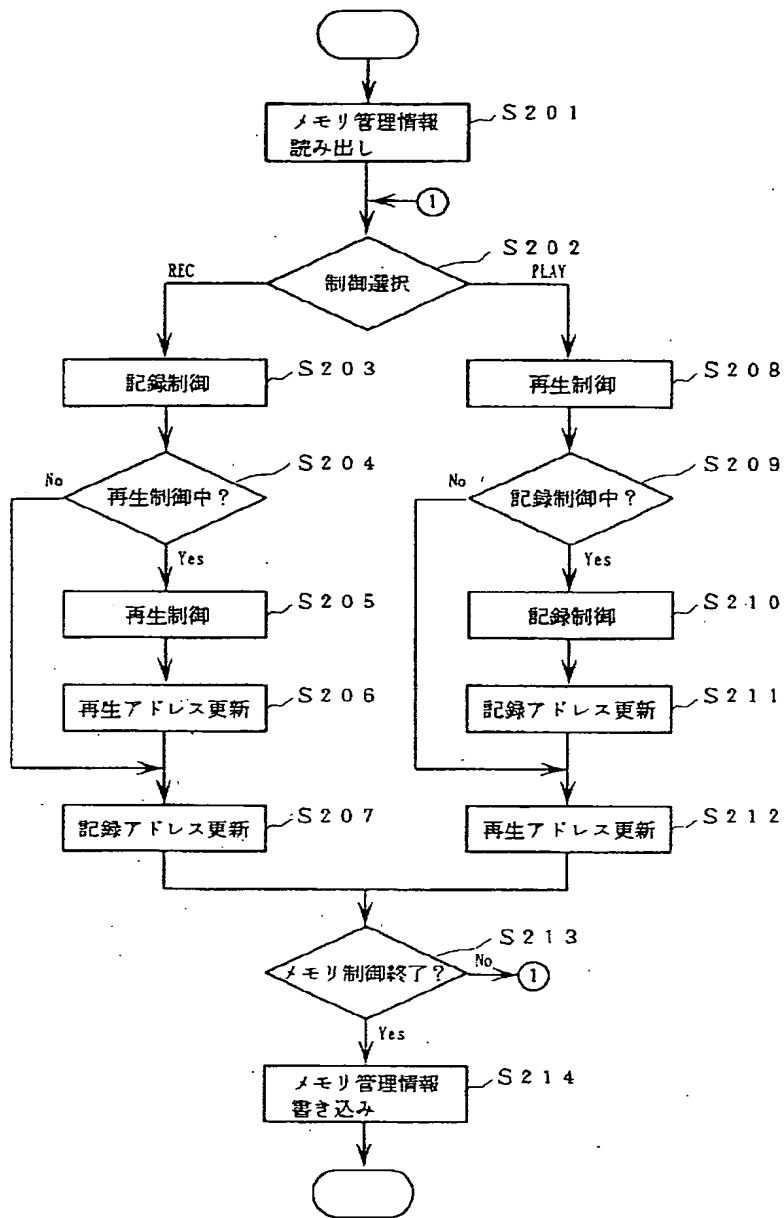 メモリ管理情報
読み出し
S201
①
S202
制御選択
REC
PLAY
記録制御
S203
再生制御
S208
再生制御中？
S204
No
Yes
記録制御中？
S209
No
Yes
再生制御
S205
記録制御
S210
再生アドレス更新
S206
記録アドレス更新
S211
記録アドレス更新
S207
再生アドレス更新
S212
メモリ制御終了？
S213
No
①
Yes
メモリ管理情報
書き込み
S214